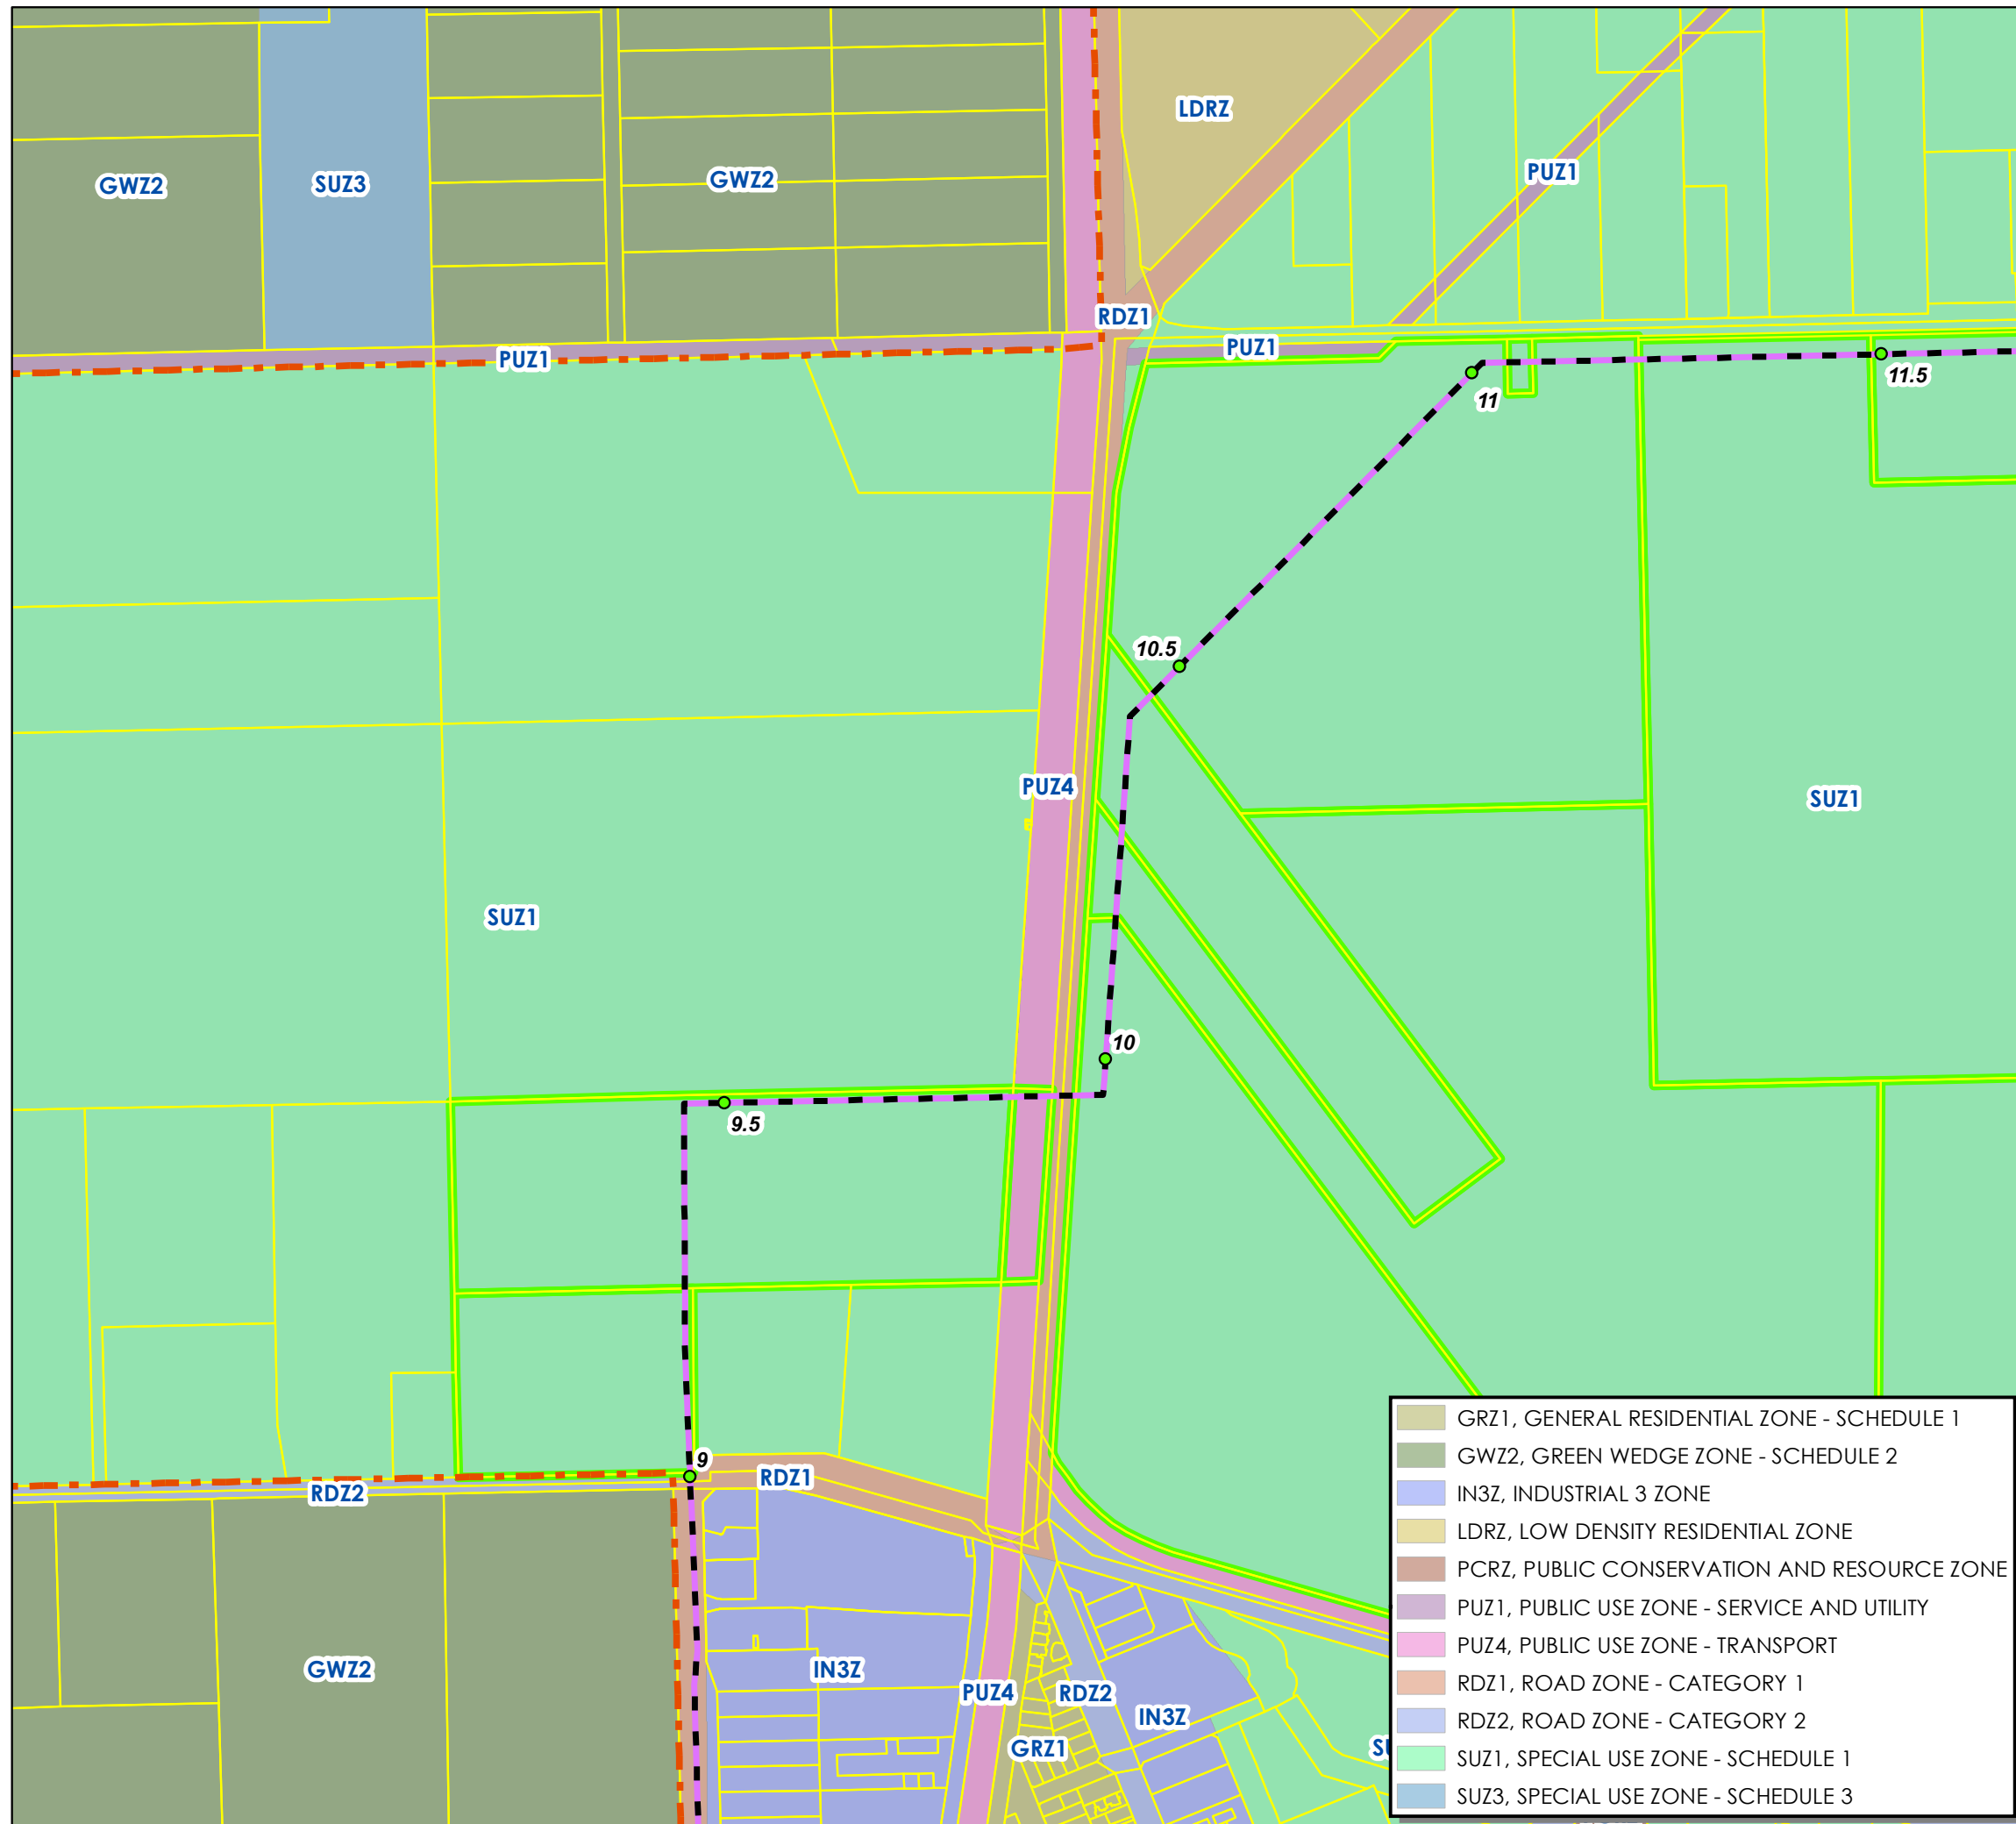 LDRZ
PUZ1
GWZ2
SUZ3
GWZ2
RDZ1
PUZ1
PUZ1
11.5
11
10.5
PUZ4
SUZ1
SUZ1
10
9.5
9
RDZ1
RDZ2
GWZ2
IN3Z
PUZ4
RDZ2
IN3Z
GRZ1
GRZ1, GENERAL RESIDENTIAL ZONE - SCHEDULE 1
GWZ2, GREEN WEDGE ZONE - SCHEDULE 2
IN3Z, INDUSTRIAL 3 ZONE
LDRZ, LOW DENSITY RESIDENTIAL ZONE
PCRZ, PUBLIC CONSERVATION AND RESOURCE ZONE
PUZ1, PUBLIC USE ZONE - SERVICE AND UTILITY
PUZ4, PUBLIC USE ZONE - TRANSPORT
RDZ1, ROAD ZONE - CATEGORY 1
RDZ2, ROAD ZONE - CATEGORY 2
SUZ1, SPECIAL USE ZONE - SCHEDULE 1
SUZ3, SPECIAL USE ZONE - SCHEDULE 3